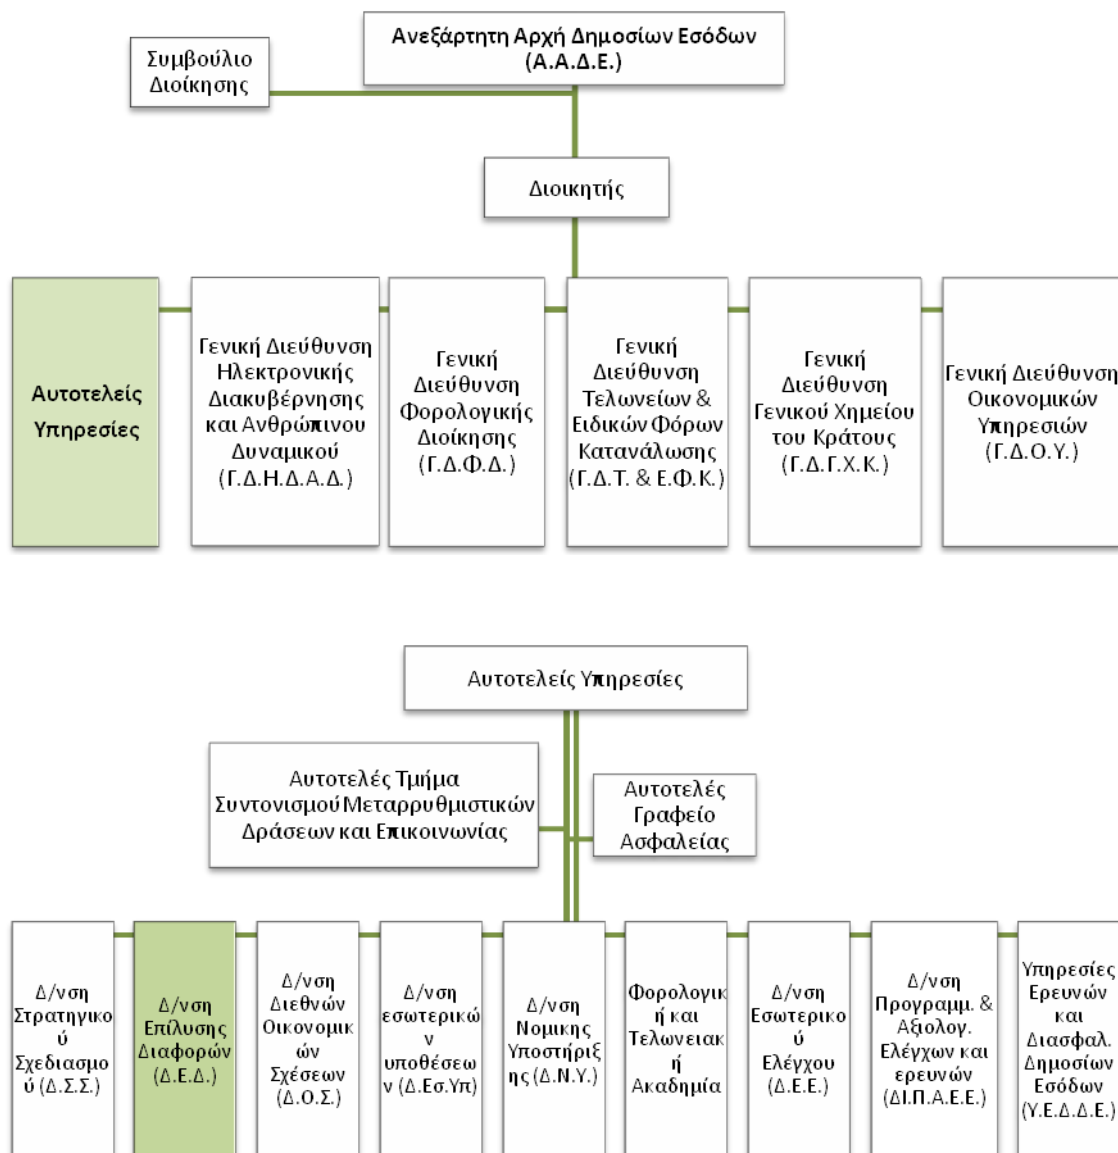 Ανεξάρτητη Αρχή Δημοσίων Εσόδων
(Α.Α.Δ.Ε.)
Συμβούλιο
Διοίκησης
Διοικητής
Αυτοτελείς
Υπηρεσίες
Γενική Διεύθυνση
Ηλεκτρονικής
Διακυβέρνησης
και Ανθρώπινου
Δυναμικού
(Γ.Δ.Η.Δ.Α.Δ.)
Γενική
Διεύθυνση
Φορολογικής
Διοίκησης
(Γ.Δ.Φ.Δ.)
Γενική
Διεύθυνση
Τελωνείων &
Ειδικών Φόρων
Κατανάλωσης
(Γ.Δ.Τ. & Ε.Φ.Κ.)
Γενική
Διεύθυνση
Γενικού Χημείου
του Κράτους
(Γ.Δ.Γ.Χ.Κ.)
Γενική Διεύθυνση
Οικονομικών
Υπηρεσιών
(Γ.Δ.Ο.Υ.)
Αυτοτελείς Υπηρεσίες
Αυτοτελές Τμήμα
Συντονισμού Μεταρρυθμιστικών
Δράσεων και Επικοινωνίας
Αυτοτελές
Γραφείο
Ασφαλείας
Δ/νση
Στρατηγικο
ύ
Σχεδιασμο
ύ (Δ.Σ.Σ.)
Δ/νση
Επίλυσης
Διαφορών
(Δ.Ε.Δ.)
Δ/νση
Διεθνών
Οικονομικ
ών
Σχέσεων
(Δ.Ο.Σ.)
Δ/νση
εσωτερικώ
ν
υποθέσεω
ν (Δ.Εσ.Υπ)
Δ/νση
Νομικης
Υποστήριξ
ης (Δ.Ν.Υ.)
Φορολογικ
ή και
Τελωνειακ
ή
Ακαδημία
Δ/νση
Εσωτερικο
ύ
Ελέγχου
(Δ.Ε.Ε.)
Δ/νση
Προγραμμ. &
Αξιολογ.
Ελέγχων και
ερευνών
(ΔΙ.Π.Α.Ε.Ε.)
Υπηρεσίες
Ερευνών
και
Διασφαλ.
Δημοσίων
Εσόδων
(Υ.Ε.Δ.Δ.Ε.)